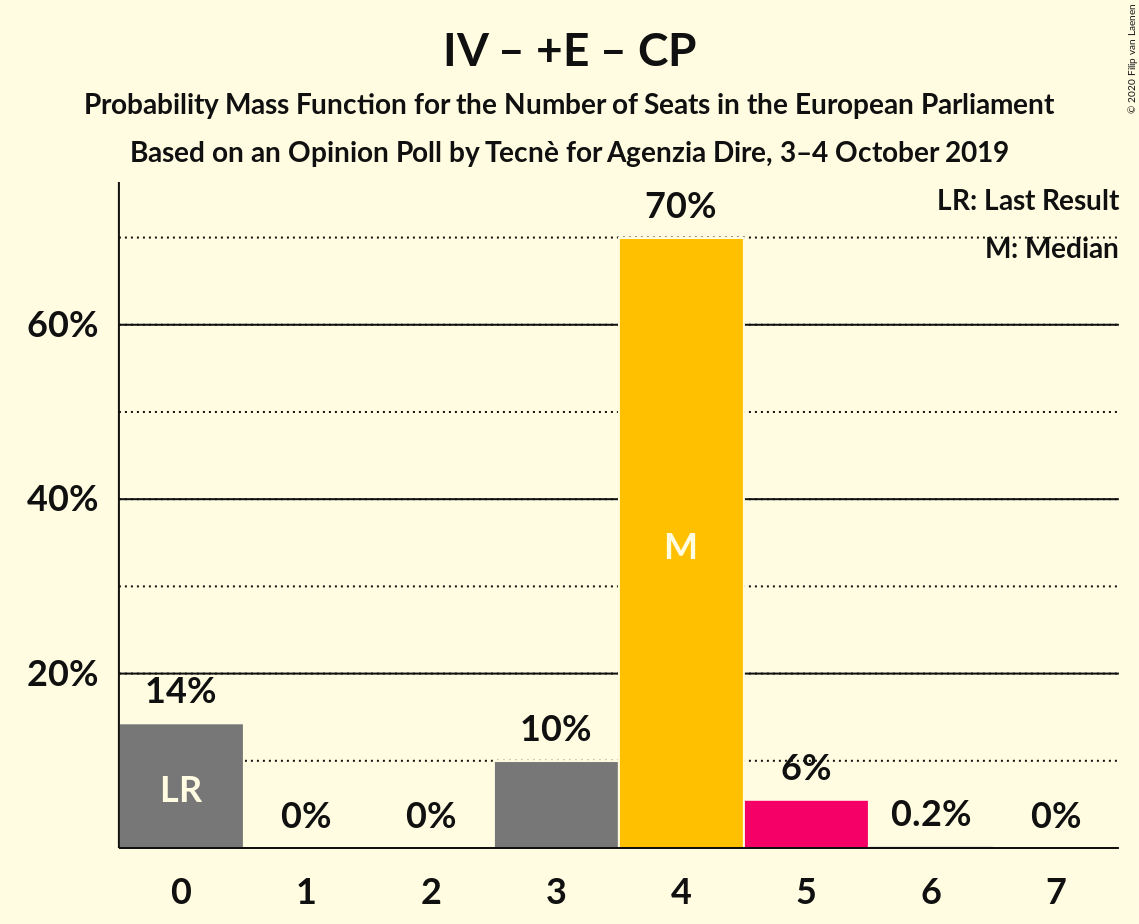 IV – +E – CP
Probability Mass Function for the Number of Seats in the European Parliament
Based on an Opinion Poll by Tecnè for Agenzia Dire, 3–4 October 2019
© 2020 Filip van Laenen
LR: Last Result
M: Median
60%
40%
20%
14%
0%
0%
10%
70%
6%
0.2%
0%
LR
M
0 1 2 3 4 5 6 7